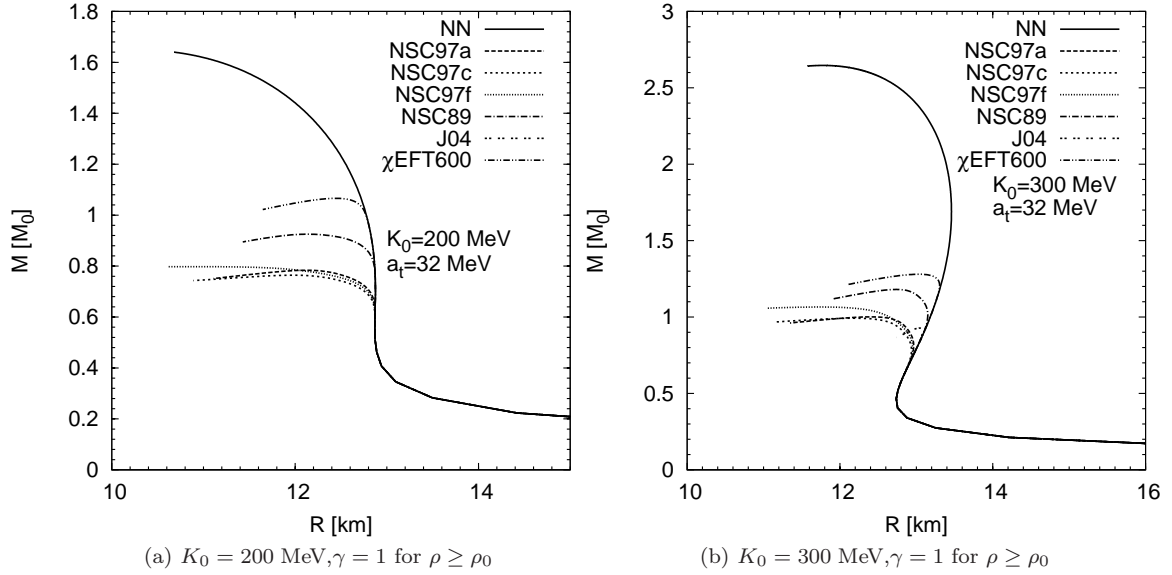 1.8
1.6
1.4
1.2
1
0.8
0.6
0.4
0.2
0
M [M₀]
10
12
14
R [km]
NN
NSC97a
NSC97c
NSC97f
NSC89
J04
χEFT600
K₀=200 MeV
aₜ=32 MeV
(a) K₀ = 200 MeV,γ = 1 for ρ ≥ ρ₀
3
2.5
2
1.5
1
0.5
0
M [M₀]
10
12
14
16
R [km]
NN
NSC97a
NSC97c
NSC97f
NSC89
J04
χEFT600
K₀=300 MeV
aₜ=32 MeV
(b) K₀ = 300 MeV,γ = 1 for ρ ≥ ρ₀